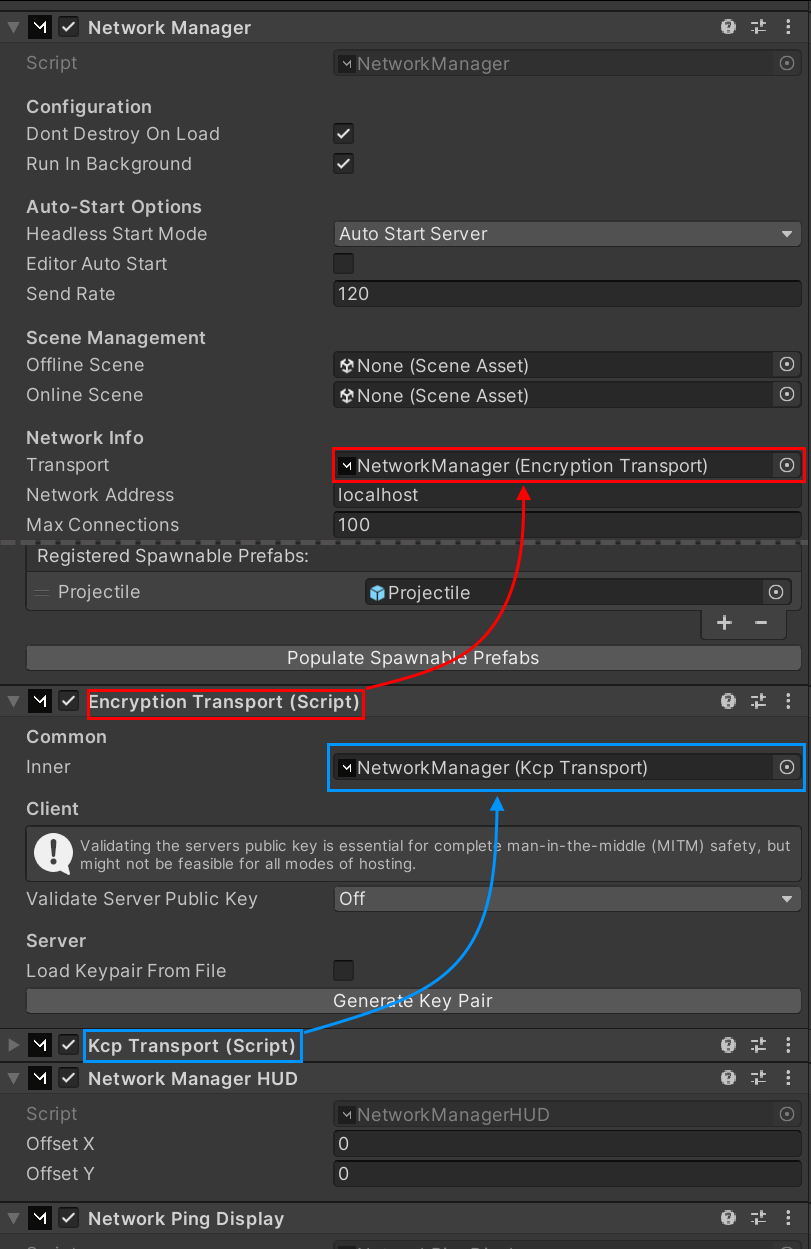 Network Manager
Script NetworkManager
Configuration
Dont Destroy On Load
Run In Background
Auto-Start Options
Headless Start Mode Auto Start Server
Editor Auto Start
Send Rate 120
Scene Management
Offline Scene None (Scene Asset)
Online Scene None (Scene Asset)
Network Info
Transport NetworkManager (Encryption Transport)
Network Address localhost
Max Connections 100
Registered Spawnable Prefabs:
Projectile Projectile
Populate Spawnable Prefabs
Encryption Transport (Script)
Common
Inner NetworkManager (Kcp Transport)
Client
Validating the servers public key is essential for complete man-in-the-middle (MITM) safety, but
might not be feasible for all modes of hosting.
Validate Server Public Key Off
Server
Load Keypair From File
Generate Key Pair
Kcp Transport (Script)
Network Manager HUD
Script NetworkManagerHUD
Offset X 0
Offset Y 0
Network Ping Display